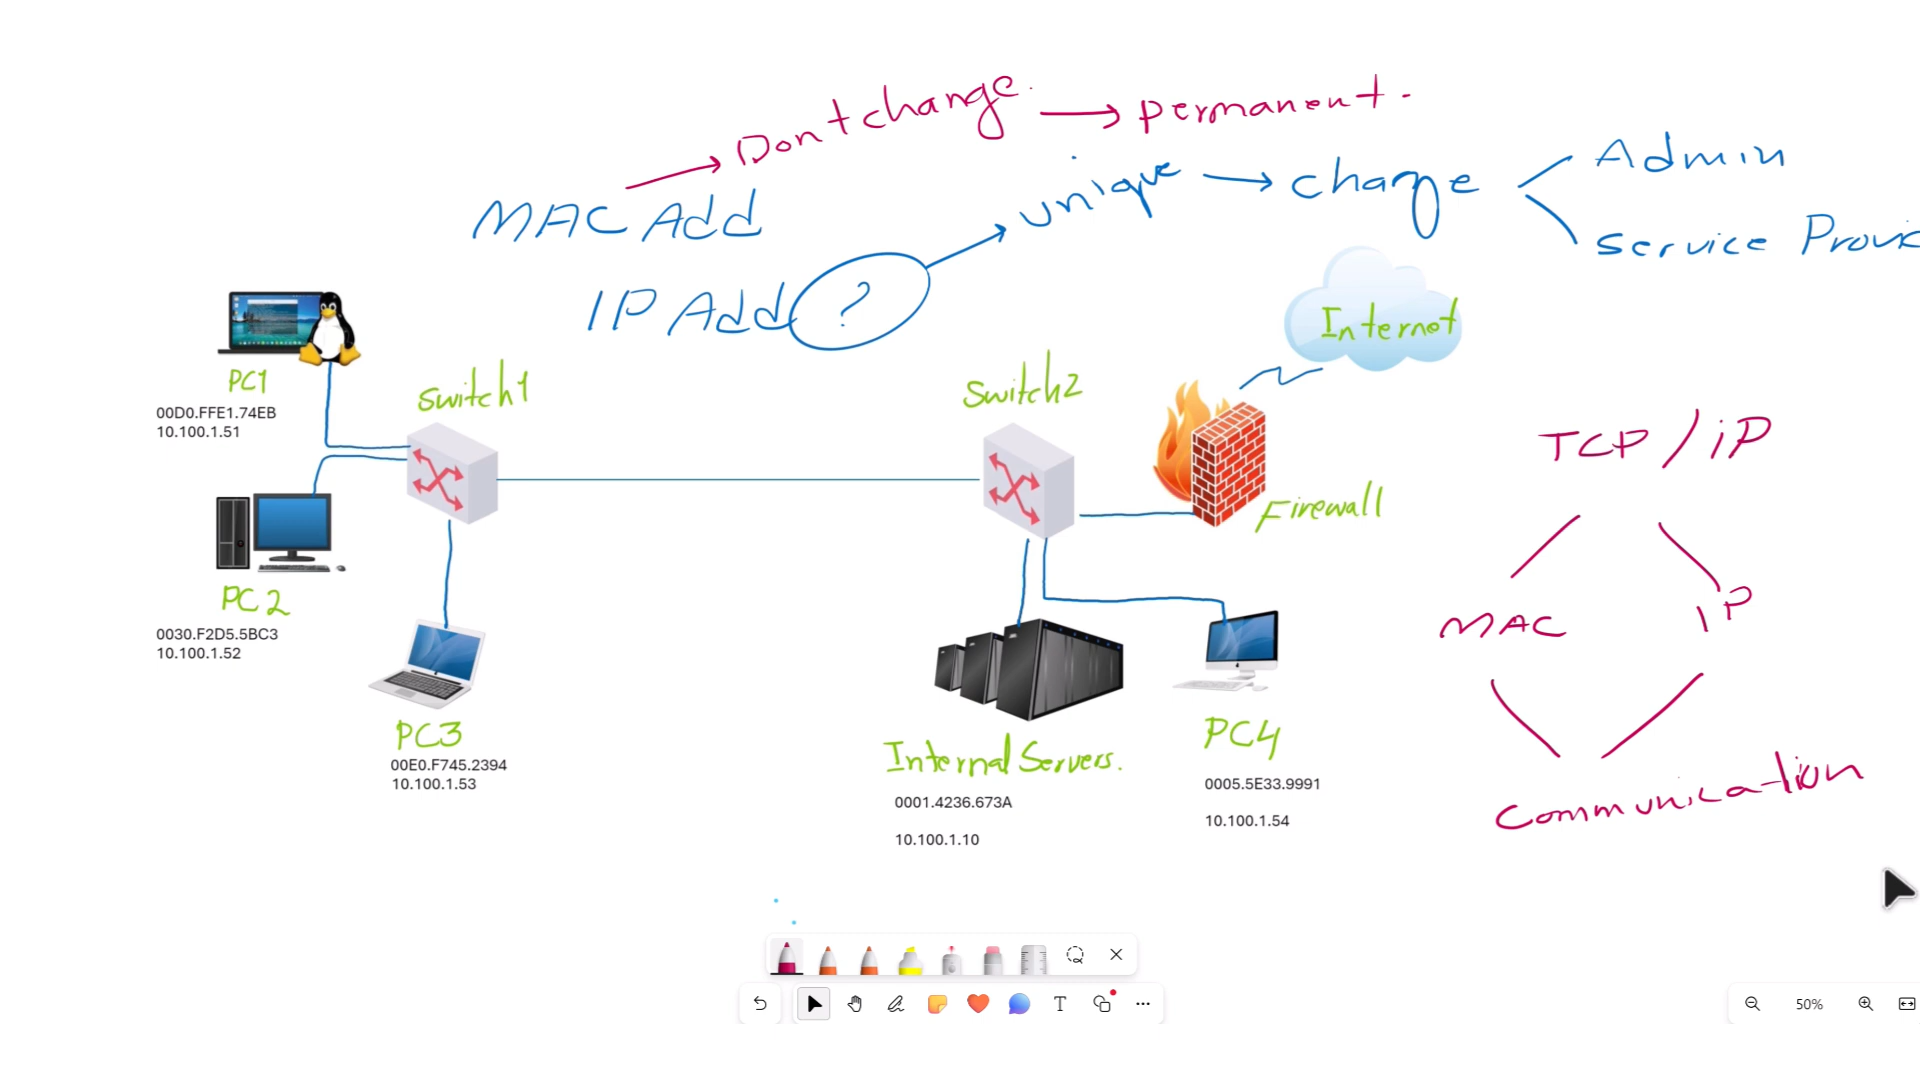 Dont change. → permanent.
MAC Add
unique → change
Admin
Service Provi
IP Add ?
Internet
PC1
00D0.FFE1.74EB
10.100.1.51
Switch1
Switch2
Firewall
TCP/iP
MAC
IP
Communication
PC2
0030.F2D5.5BC3
10.100.1.52
PC3
00E0.F745.2394
10.100.1.53
Internal Servers.
0001.4236.673A
10.100.1.10
PC4
0005.5E33.9991
10.100.1.54
T
50%